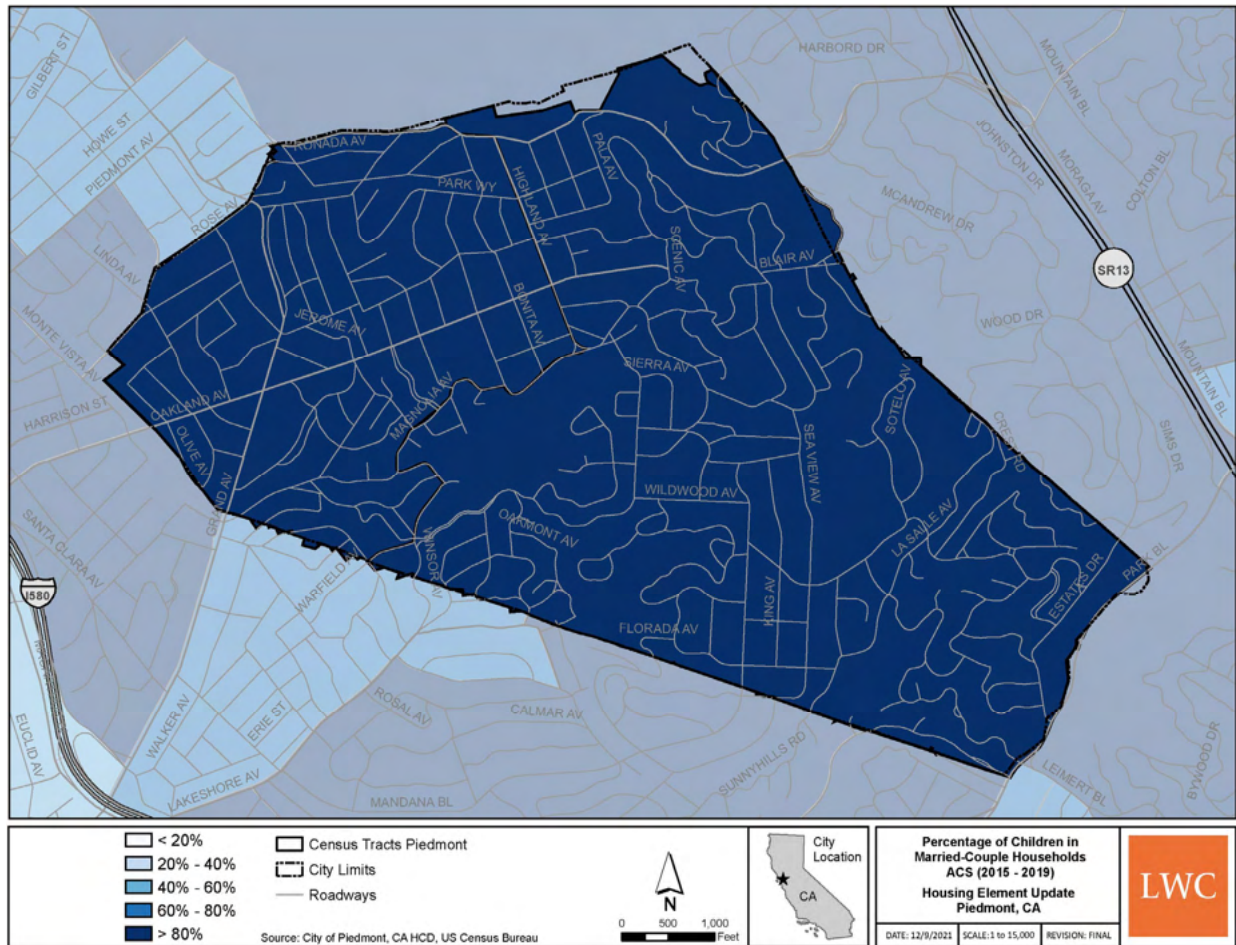 GILBERT ST
HOWE ST
PIEDMONT AV
ROSE AV
LINDA AV
MONTE VISTA AV
HARRISON ST
OAKLAND AV
OLIVE AV
GRAND AV
SANTA CLARA AV
I580
EUCLID AV
WALKER AV
ERIE ST
LAKESHORE AV
WARFIELD
MANDANA BL
ROSAL AV
CALMAR AV
SUNNYHILLS RD
RONADA AV
PARK WY
HIGHLAND AV
PALA AV
SCENIC AV
BLAIR AV
BONITA AV
JEROME AV
MAGNOLIA AV
SIERRA AV
SOTELO AV
SEA VIEW AV
WILDWOOD AV
OAKMONT AV
WINSOR AV
KING AV
FLORADA AV
LA SALLE AV
CREST RD
ESTATES DR
PARK BL
LEIMERT BL
BYWOOD DR
SIMS DR
WOOD DR
MCANDREW DR
JOHNSTON DR
HARBORD DR
MOUNTAIN BL
MORAGA AV
COLTON BL
SR13
MOUNTAIN BL
< 20%
20% - 40%
40% - 60%
60% - 80%
> 80%
Census Tracts Piedmont
City Limits
Roadways
Source: City of Piedmont, CA HCD, US Census Bureau
N
0 500 1,000
Feet
City
Location
CA
Percentage of Children in
Married-Couple Households
ACS (2015 - 2019)
Housing Element Update
Piedmont, CA
DATE: 12/9/2021 SCALE:1 to 15,000 REVISION: FINAL
LWC